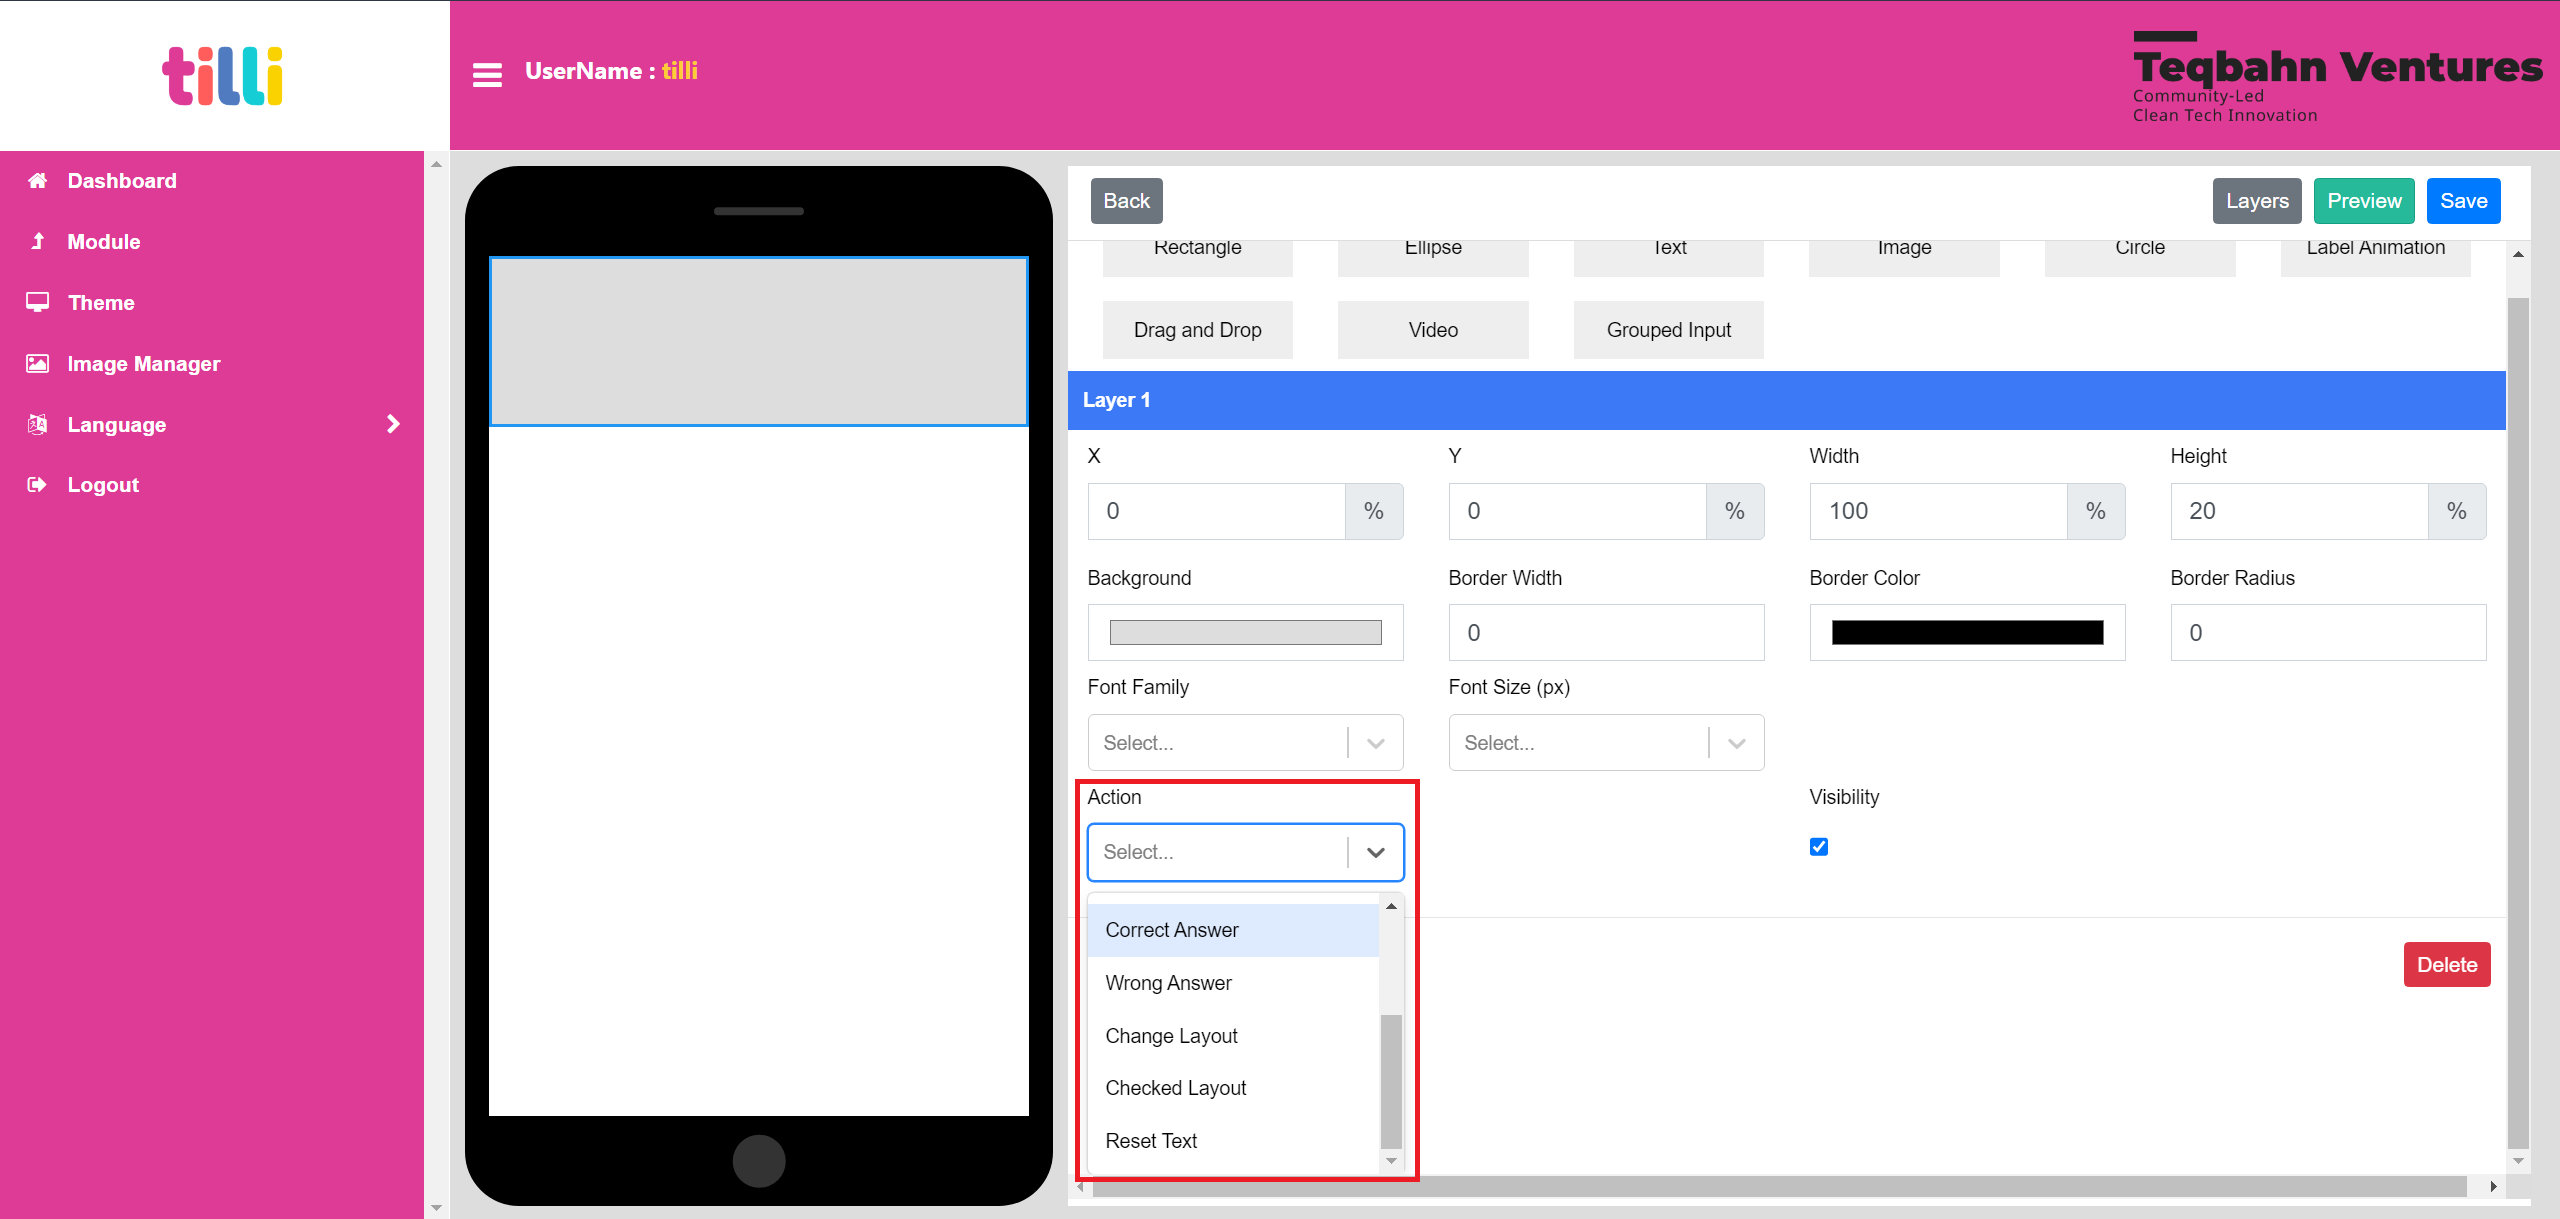 tilli
UserName : tilli
Teqbahn Ventures
Community-Led
Clean Tech Innovation
Dashboard
Module
Theme
Image Manager
Language
Logout
Back
Layers
Preview
Save
Rectangle
Ellipse
Text
Image
Circle
Label Animation
Drag and Drop
Video
Grouped Input
Layer 1
X
Y
Width
Height
0 %
0 %
100 %
20 %
Background
Border Width
Border Color
Border Radius
0
0
Font Family
Font Size (px)
Select...
Select...
Action
Visibility
Select...
Correct Answer
Wrong Answer
Change Layout
Checked Layout
Reset Text
Delete